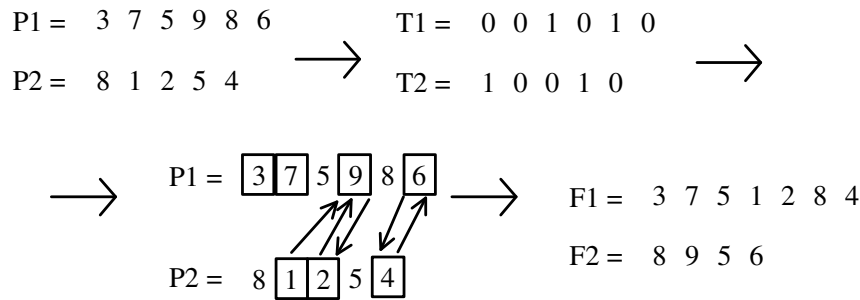 P1 = 3 7 5 9 8 6
P2 = 8 1 2 5 4
T1 = 0 0 1 0 1 0
T2 = 1 0 0 1 0
P1 = 3 7 5 9 8 6
P2 = 8 1 2 5 4
F1 = 3 7 5 1 2 8 4
F2 = 8 9 5 6